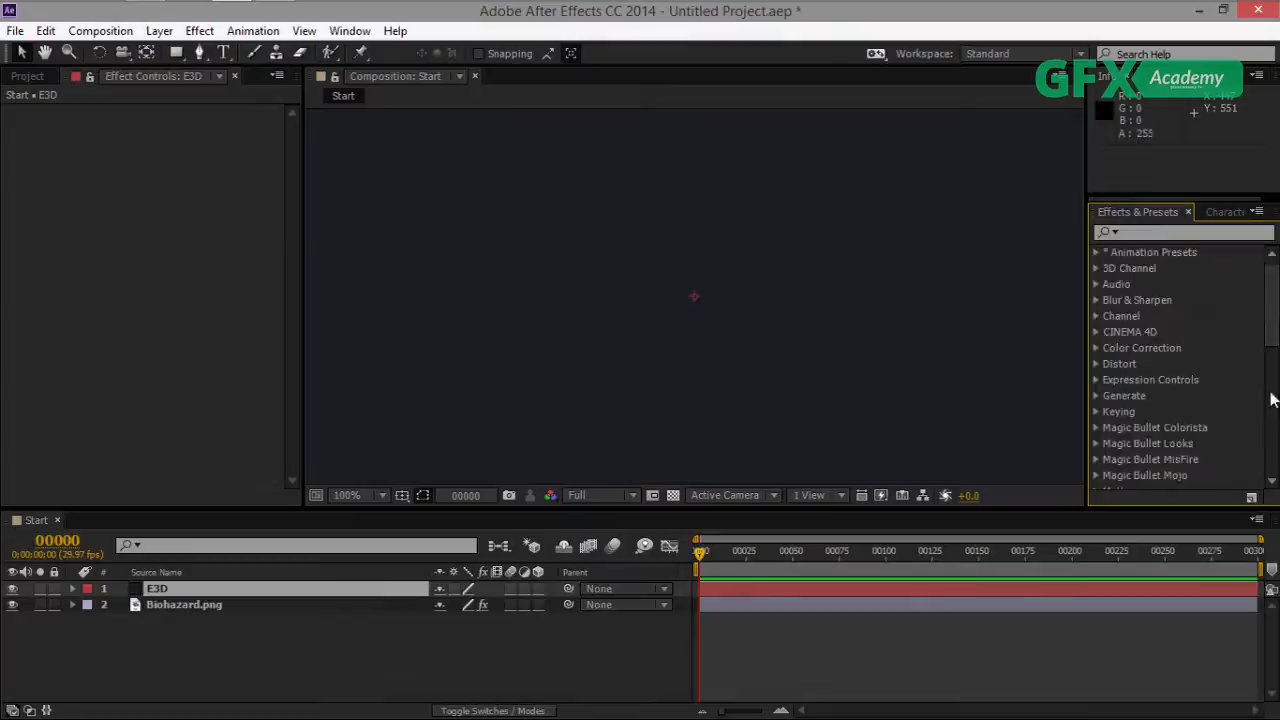 Ae Adobe After Effects CC 2014 - Untitled Project.aep *
File Edit Composition Layer Effect Animation View Window Help
Snapping Workspace: Standard Search Help
GFX Academy
Project Effect Controls: E3D Composition: Start
Start • E3D
Start
G : 0 Y : 551
B : 0
A : 255
Effects & Presets
* Animation Presets
3D Channel
Audio
Blur & Sharpen
Channel
CINEMA 4D
Color Correction
Distort
Expression Controls
Generate
Keying
Magic Bullet Colorista
Magic Bullet Looks
Magic Bullet MisFire
Magic Bullet Mojo
100% 00000 Full Active Camera 1 View +0.0
Start
00000
0;00;00;00 (29.97 fps)
00025 00050 00075 00100 00125 00150 00175 00200 00225 00250 00275
# Source Name Parent
1 E3D None
2 Biohazard.png None
Toggle Switches / Modes